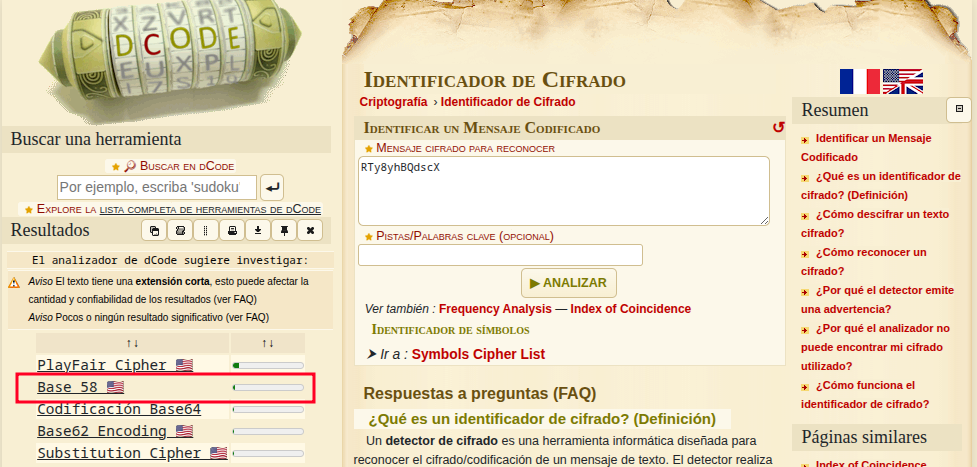 DCODE
Buscar una herramienta
Buscar en dCode
Por ejemplo, escriba 'sudoku'
Explore la lista completa de herramientas de dCode
Resultados
El analizador de dCode sugiere investigar:
Aviso El texto tiene una extensión corta, esto puede afectar la
cantidad y confiabilidad de los resultados (ver FAQ)
Aviso Pocos o ningún resultado significativo (ver FAQ)
↑↓ ↑↓
PlayFair Cipher
Base 58
Codificación Base64
Base62 Encoding
Substitution Cipher
Identificador de Cifrado
Criptografía › Identificador de Cifrado
Identificar un Mensaje Codificado
Mensaje cifrado para reconocer
RTy8yhBQdscX
Pistas/Palabras clave (opcional)
▶ ANALIZAR
Ver también : Frequency Analysis — Index of Coincidence
Identificador de símbolos
➤ Ir a : Symbols Cipher List
Respuestas a preguntas (FAQ)
¿Qué es un identificador de cifrado? (Definición)
Un detector de cifrado es una herramienta informática diseñada para
reconocer el cifrado/codificación de un mensaje de texto. El detector realiza
Resumen
Identificar un Mensaje
Codificado
¿Qué es un identificador de
cifrado? (Definición)
¿Cómo descifrar un texto
cifrado?
¿Cómo reconocer un
cifrado?
¿Por qué el detector emite
una advertencia?
¿Por qué el analizador no
puede encontrar mi cifrado
utilizado?
¿Cómo funciona el
identificador de cifrado?
Páginas similares
Index of Coincidence